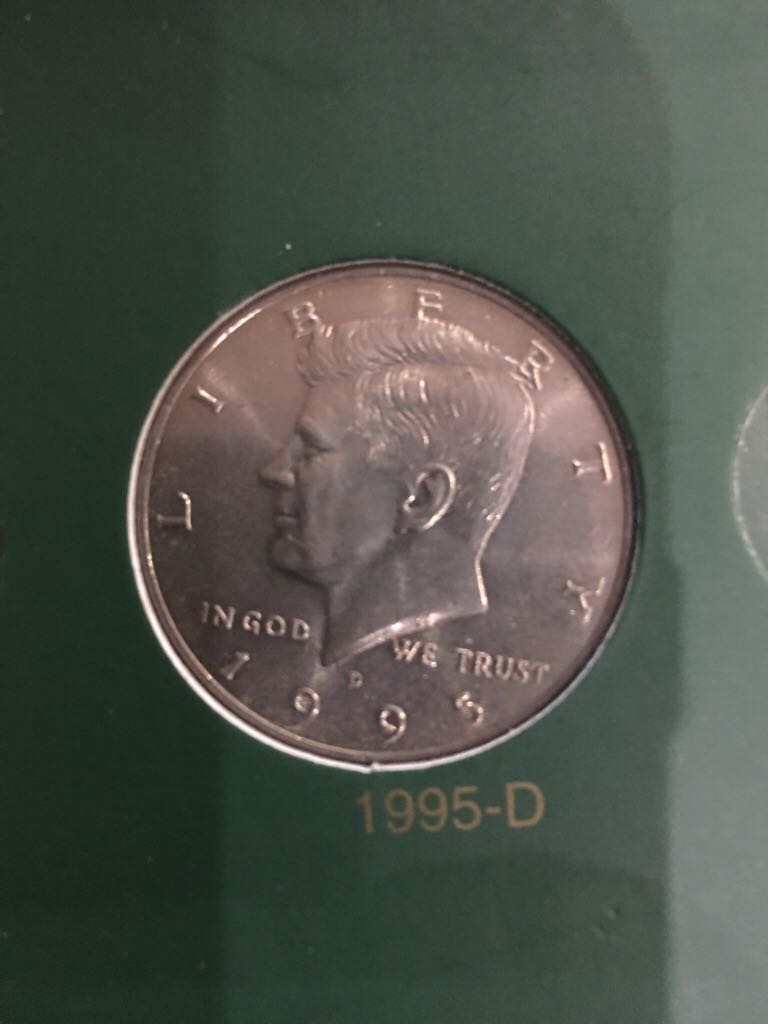 LIBERTY
IN GOD WE TRUST
D
1995
1995-D